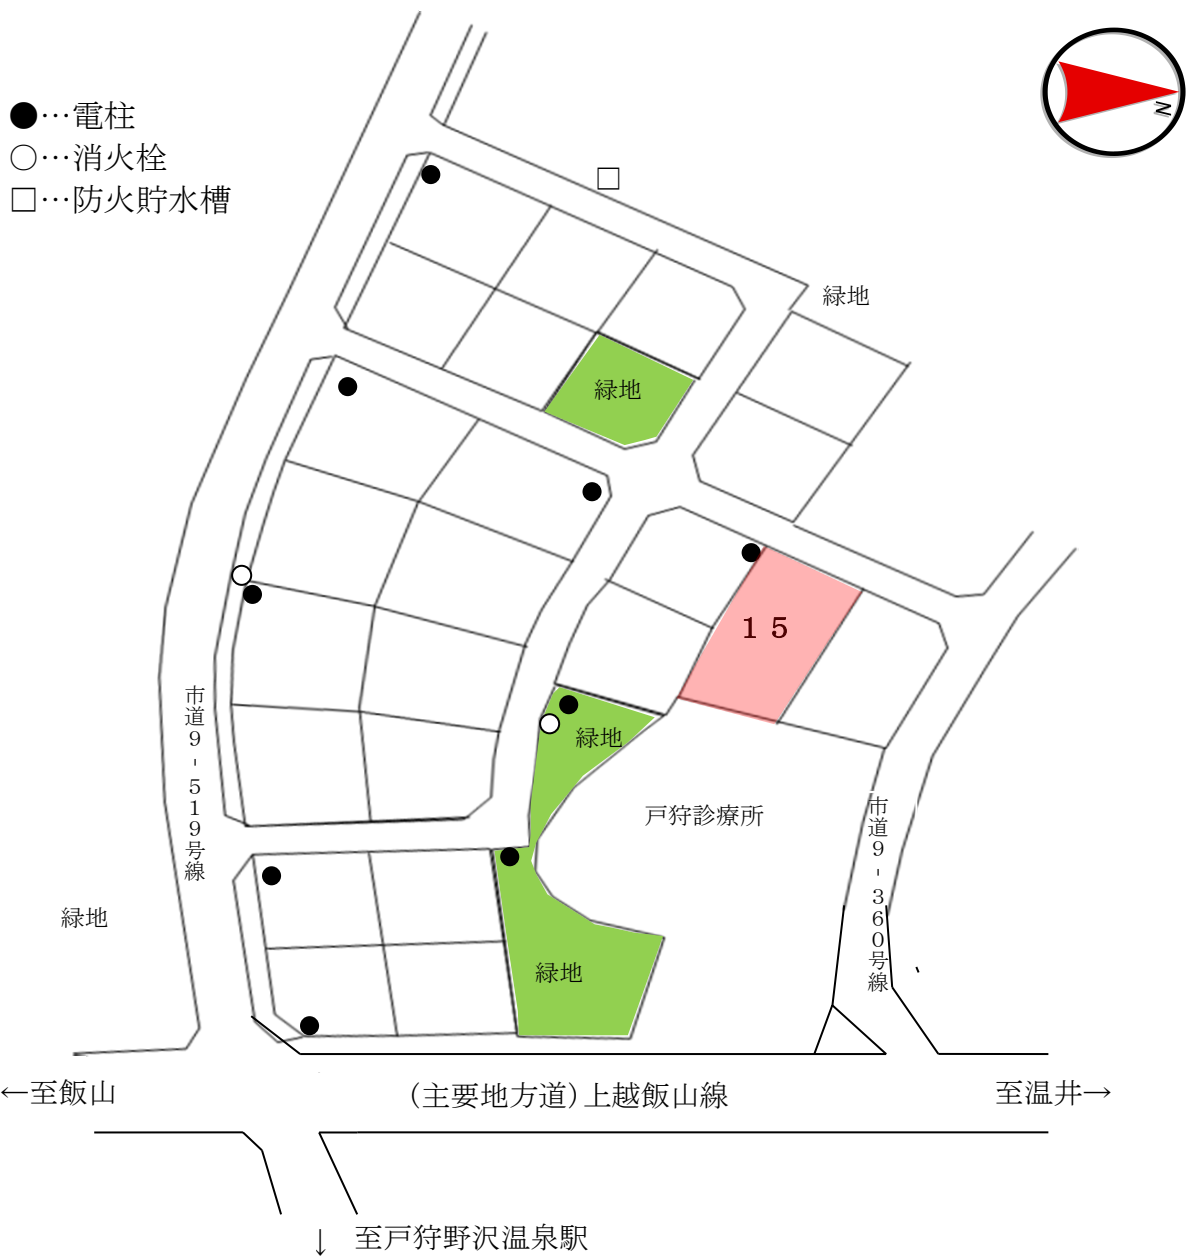 ●…電柱
○…消火栓
□…防火貯水槽
N
緑地
緑地
１５
緑地
戸狩診療所
市道９-５１９号線
市道９-３６０号線
緑地
緑地
←至飯山
（主要地方道）上越飯山線
至温井→
↓ 至戸狩野沢温泉駅